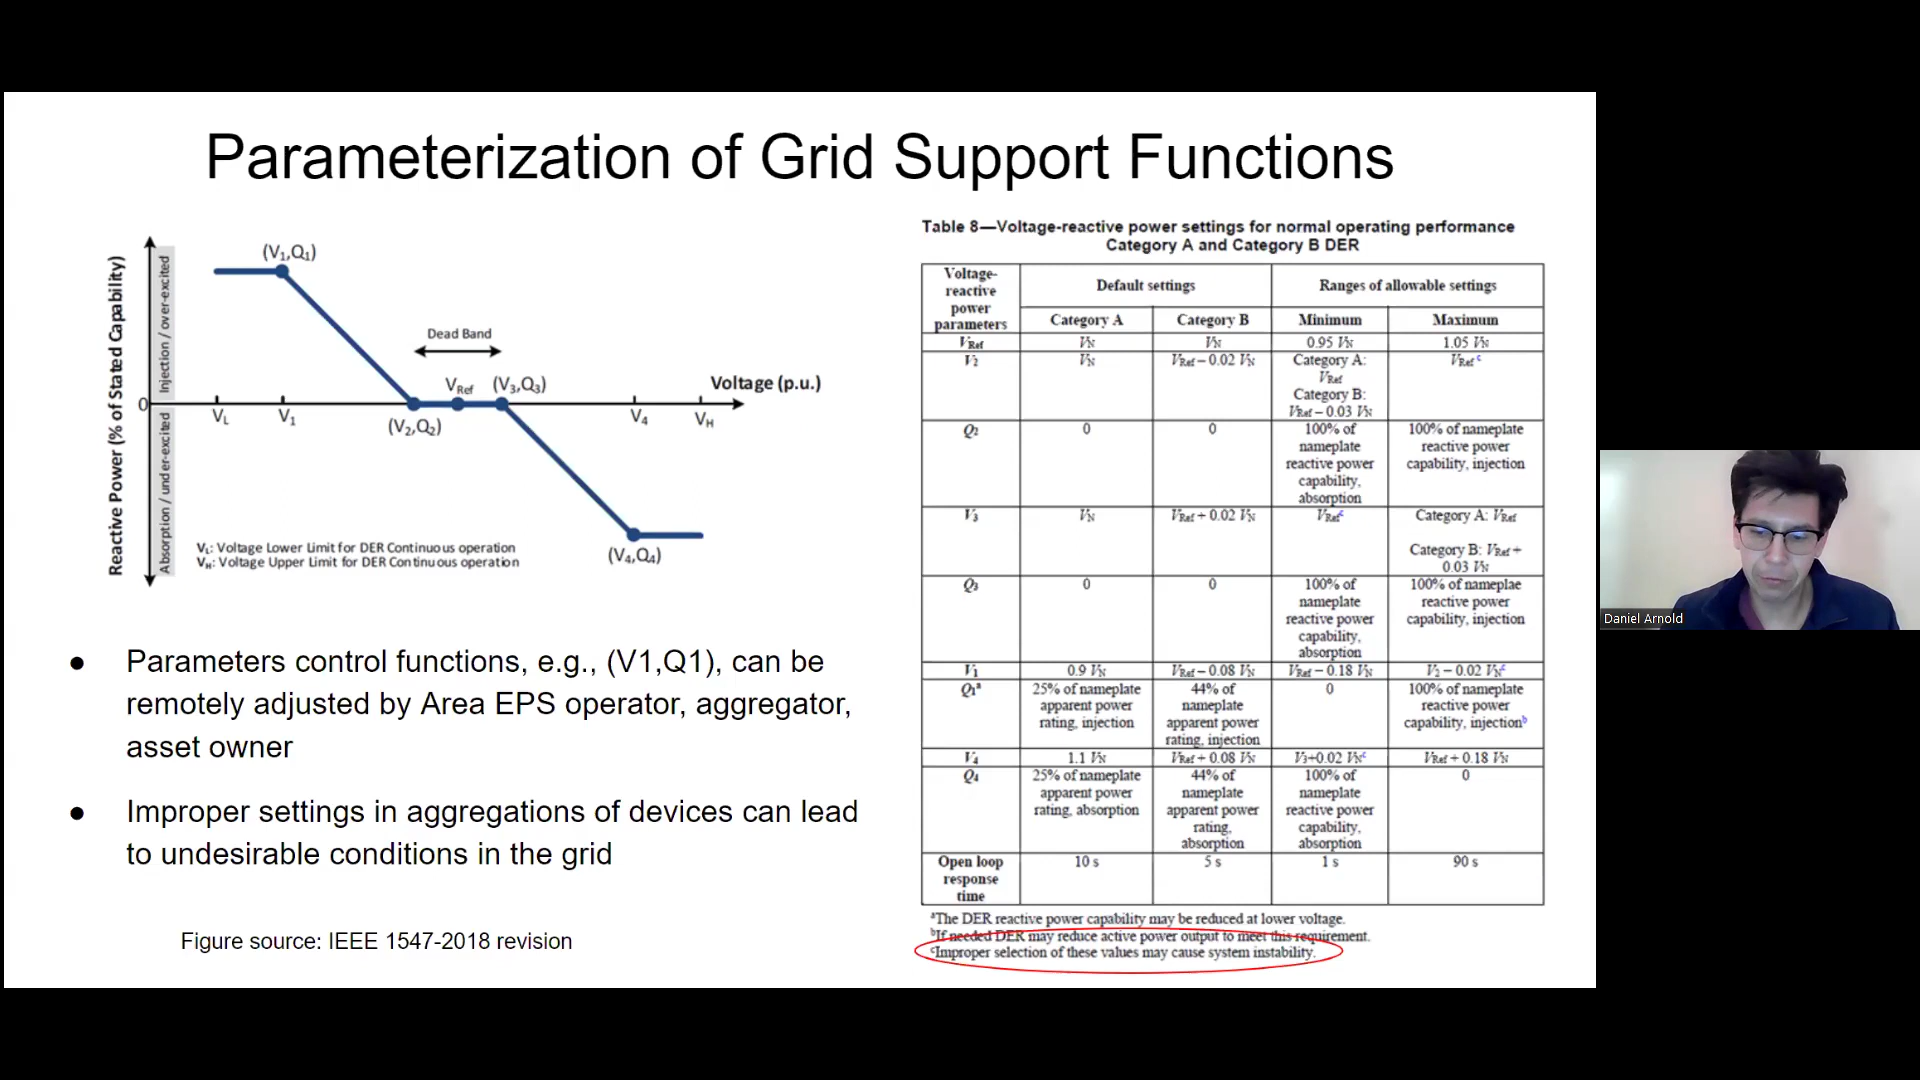 Parameterization of Grid Support Functions
Reactive Power (% of Stated Capability)
Injection / over-excited
Absorption / under-excited
(V1,Q1)
Dead Band
VRef
(V3,Q3)
Voltage (p.u.)
0
VL
V1
(V2,Q2)
V4
VH
(V4,Q4)
VL: Voltage Lower Limit for DER Continuous operation
VH: Voltage Upper Limit for DER Continuous operation
● Parameters control functions, e.g., (V1,Q1), can be
remotely adjusted by Area EPS operator, aggregator,
asset owner
● Improper settings in aggregations of devices can lead
to undesirable conditions in the grid
Figure source: IEEE 1547-2018 revision
Table 8—Voltage-reactive power settings for normal operating performance
Category A and Category B DER
Voltage-
reactive
power
parameters
Default settings
Ranges of allowable settings
Category A
Category B
Minimum
Maximum
VRef
VN
VN
0.95 VN
1.05 VN
V2
VN
VRef – 0.02 VN
Category A:
VRef
Category B:
VRef – 0.03 VN
VRef c
Q2
0
0
100% of
nameplate
reactive power
capability,
absorption
100% of nameplate
reactive power
capability, injection
V3
VN
VRef + 0.02 VN
VRef c
Category A: VRef
Category B: VRef +
0.03 VN
Q3
0
0
100% of
nameplate
reactive power
capability,
absorption
100% of nameplae
reactive power
capability, injection
V1
0.9 VN
VRef – 0.08 VN
VRef – 0.18 VN
V2 – 0.02 VN c
Q1 a
25% of nameplate
apparent power
rating, injection
44% of
nameplate
apparent power
rating, injection
0
100% of nameplate
reactive power
capability, injection b
V4
1.1 VN
VRef + 0.08 VN
V3+0.02 VN c
VRef + 0.18 VN
Q4
25% of nameplate
apparent power
rating, absorption
44% of
nameplate
apparent power
rating,
absorption
100% of
nameplate
reactive power
capability,
absorption
0
Open loop
response
time
10 s
5 s
1 s
90 s
a The DER reactive power capability may be reduced at lower voltage.
b If needed DER may reduce active power output to meet this requirement.
c Improper selection of these values may cause system instability.
Daniel Arnold